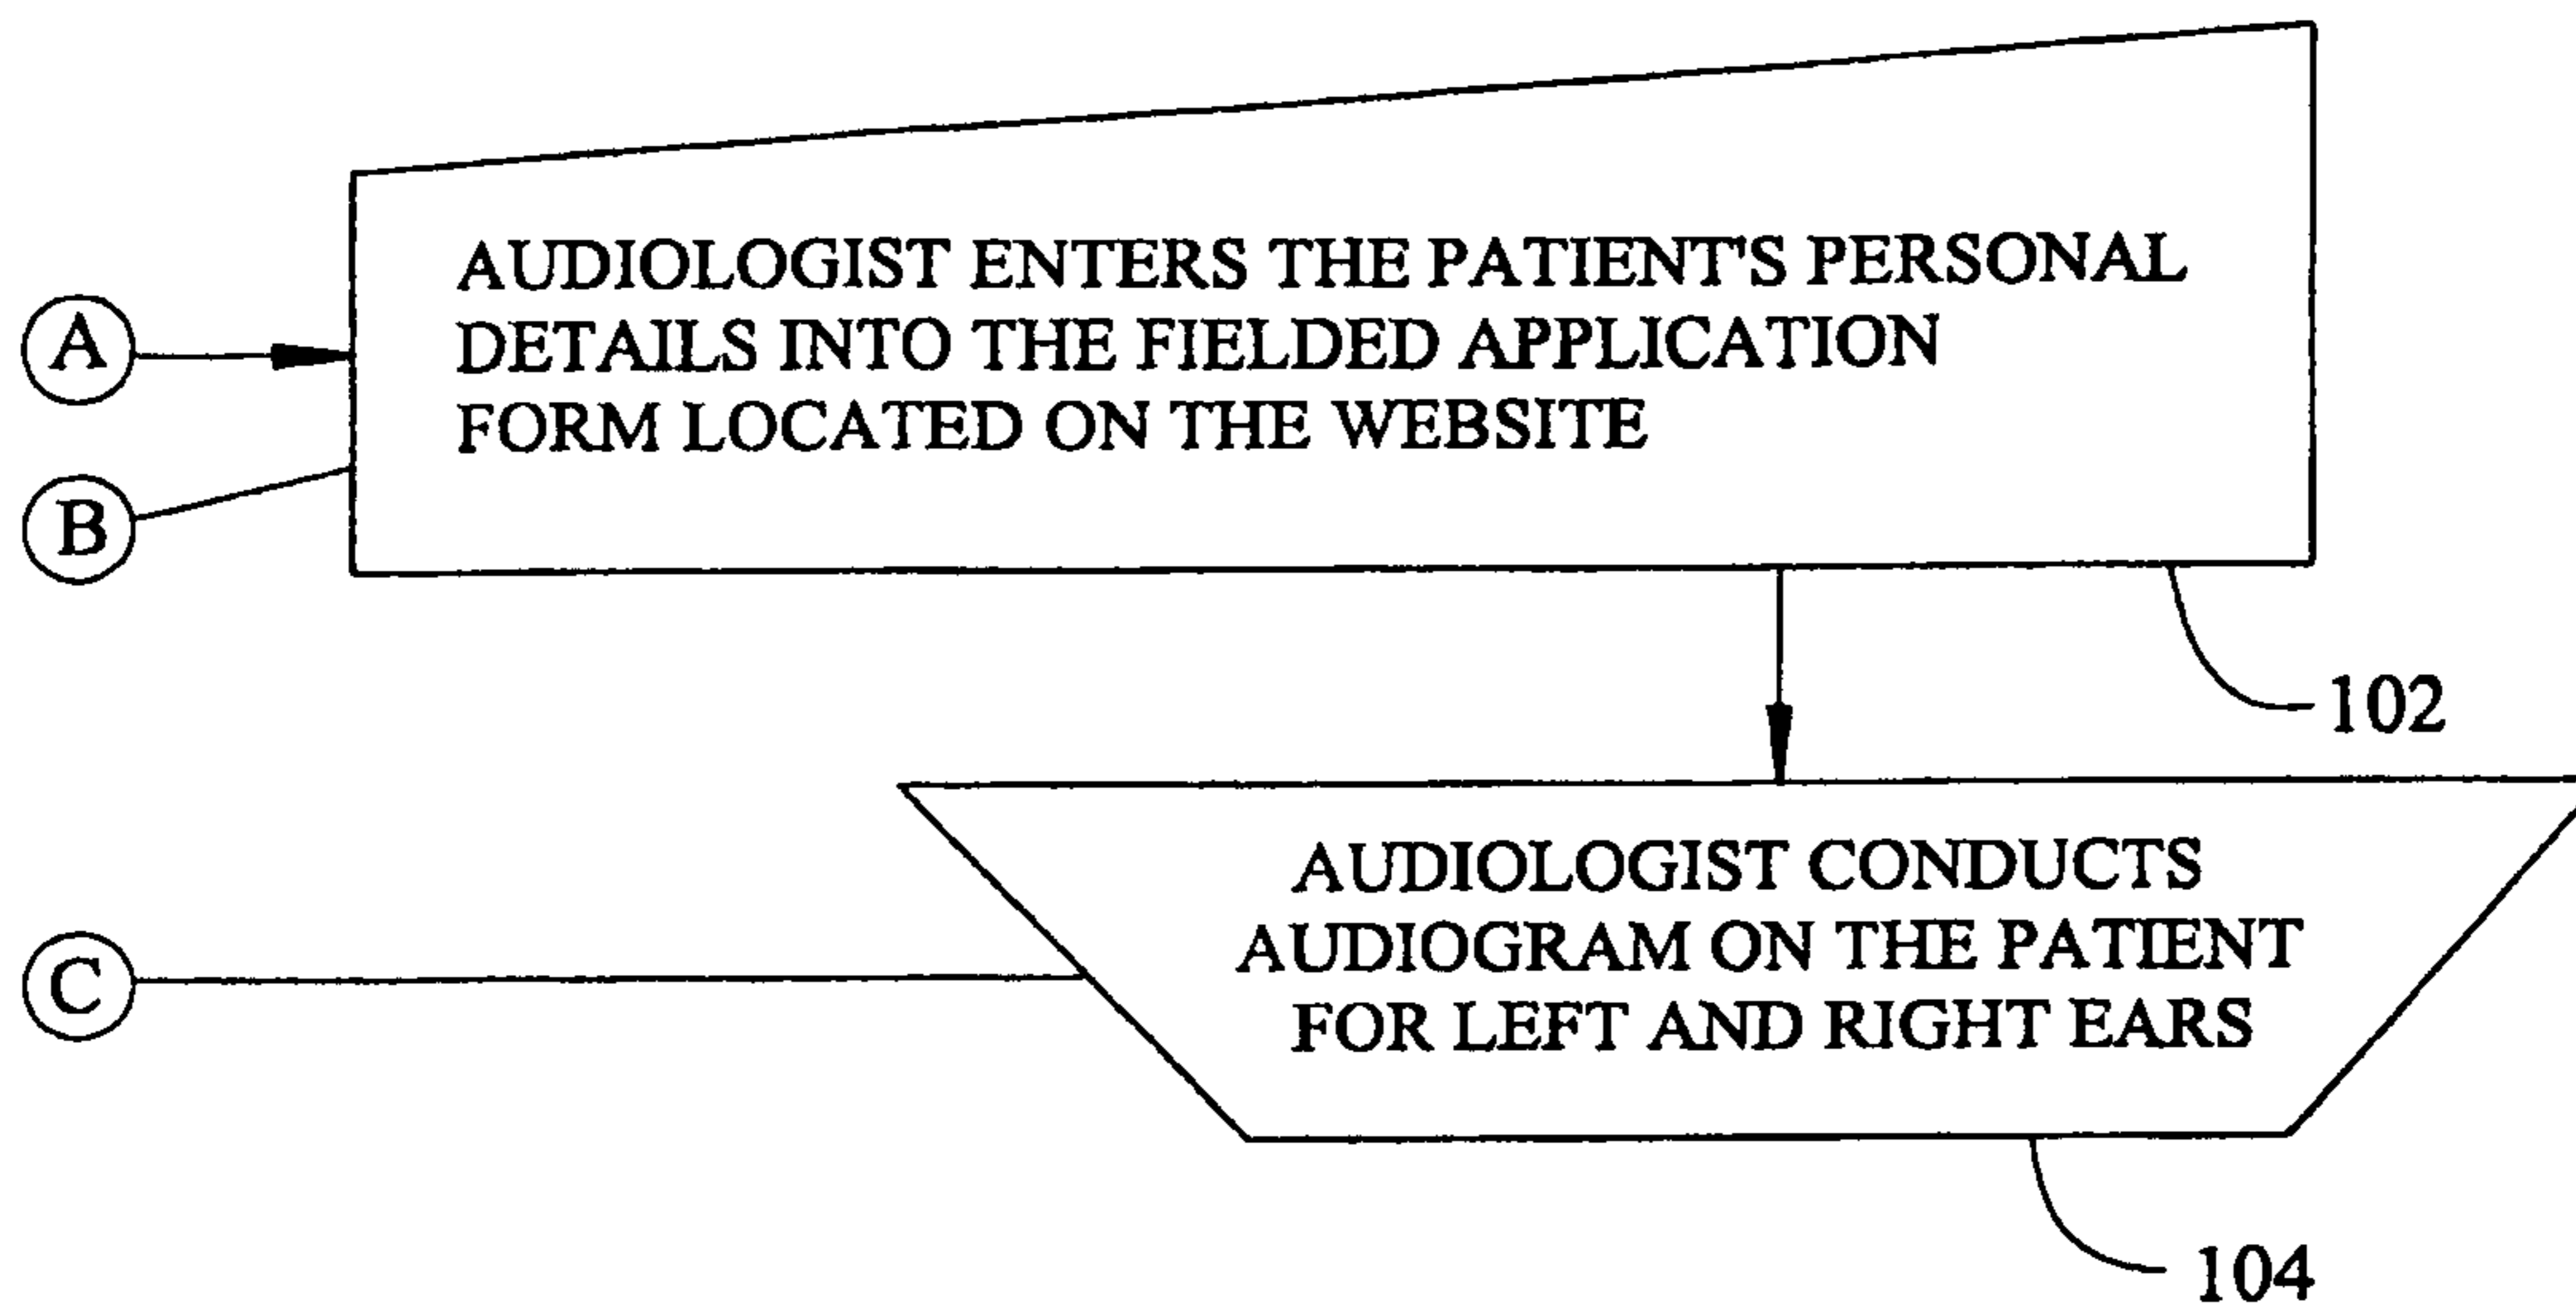 AUDIOLOGIST ENTERS THE PATIENT'S PERSONAL
DETAILS INTO THE FIELDED APPLICATION
FORM LOCATED ON THE WEBSITE
A
B
102
AUDIOLOGIST CONDUCTS
AUDIOGRAM ON THE PATIENT
FOR LEFT AND RIGHT EARS
C
104